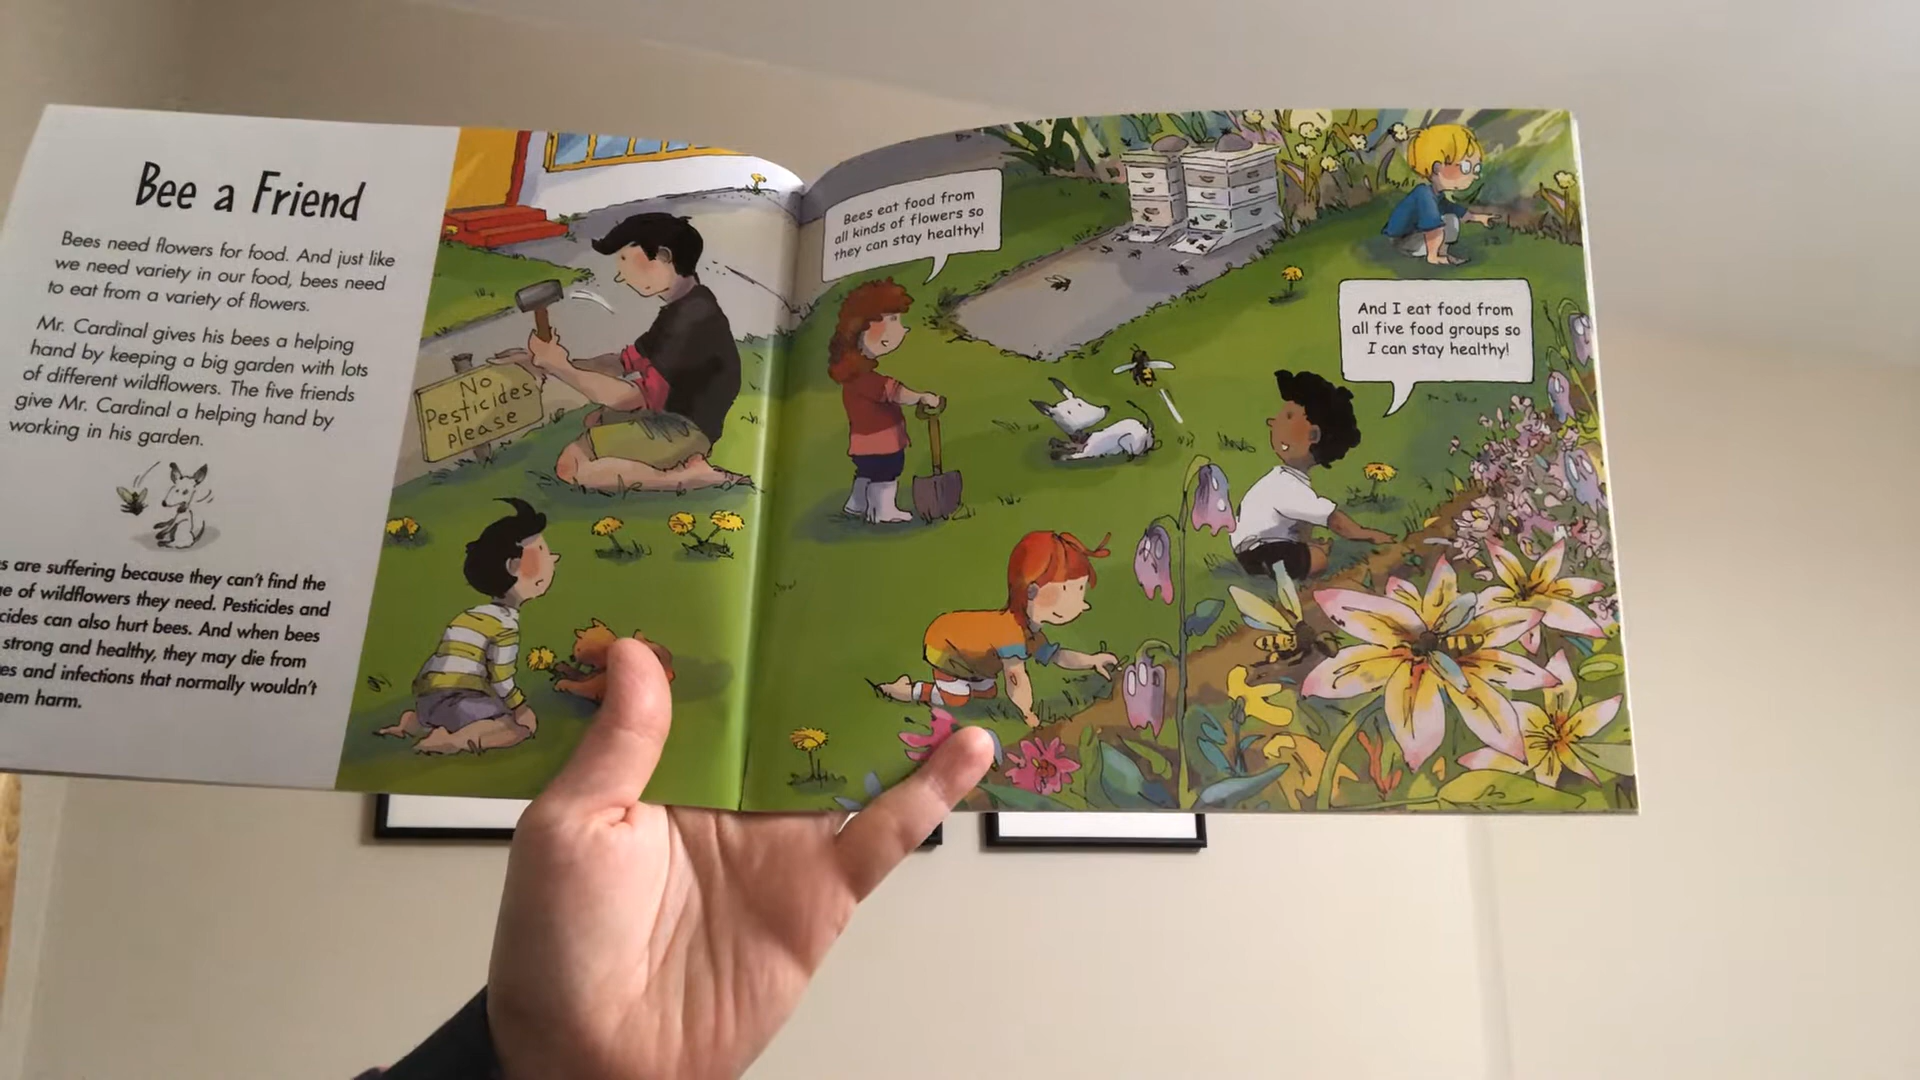 Bee a Friend
Bees need flowers for food. And just like
we need variety in our food, bees need
to eat from a variety of flowers.
Mr. Cardinal gives his bees a helping
hand by keeping a big garden with lots
of different wildflowers. The five friends
give Mr. Cardinal a helping hand by
working in his garden.
are suffering because they can't find the
of wildflowers they need. Pesticides and
can also hurt bees. And when bees
strong and healthy, they may die from
and infections that normally wouldn't
harm.
No
Pesticides
please
Bees eat food from
all kinds of flowers so
they can stay healthy!
And I eat food from
all five food groups so
I can stay healthy!